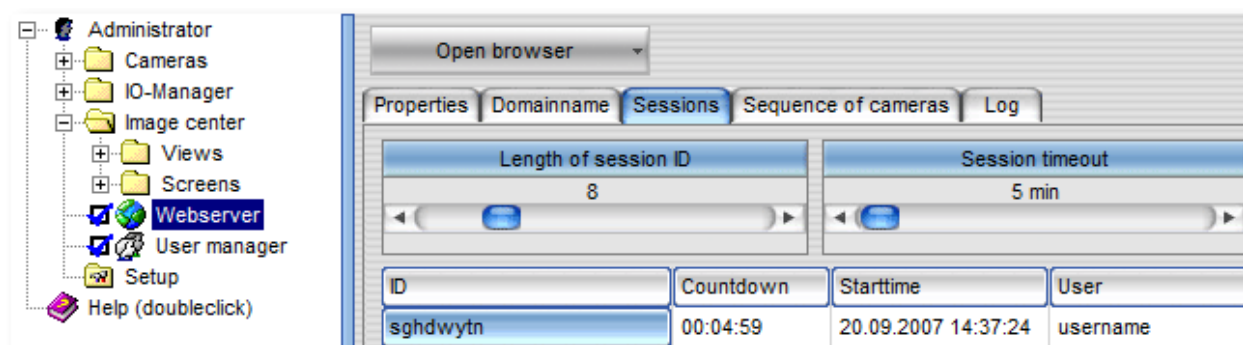 Administrator
Cameras
IO-Manager
Image center
Views
Screens
Webserver
User manager
Setup
Help (doubleclick)
Open browser
Properties Domainname Sessions Sequence of cameras Log
Length of session ID Session timeout
8 5 min
ID Countdown Starttime User
sghdwytn 00:04:59 20.09.2007 14:37:24 username